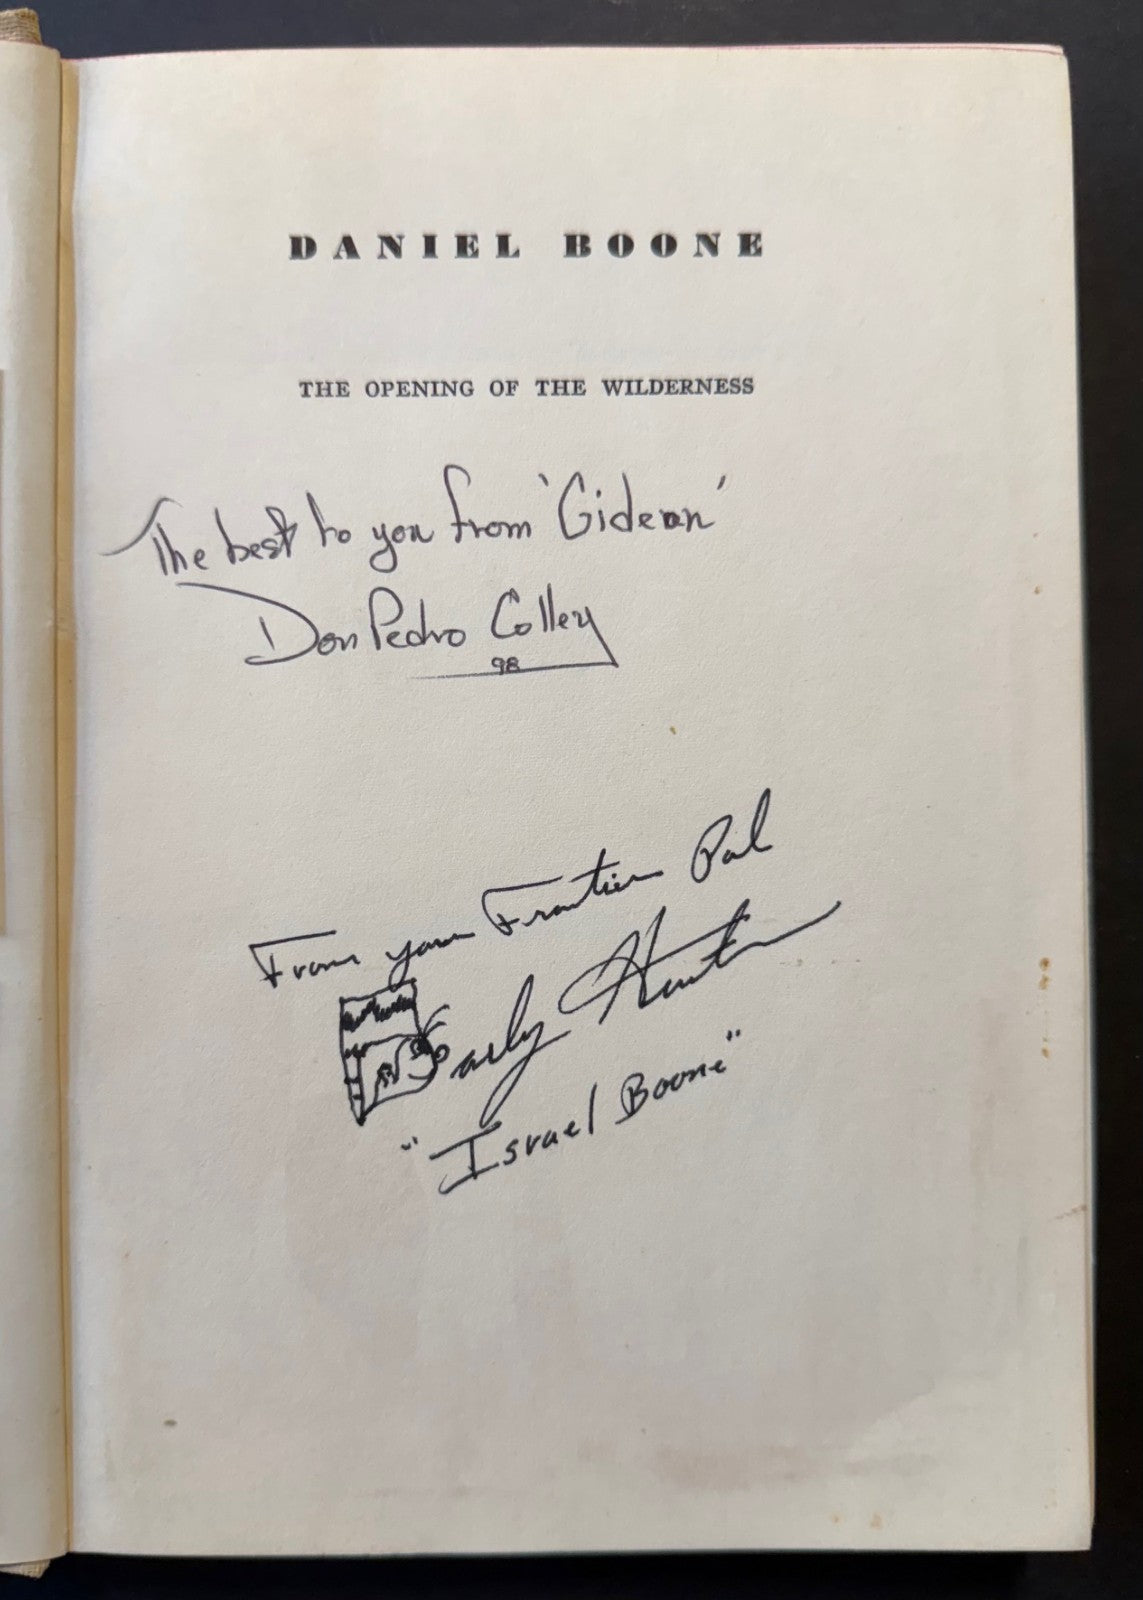 DANIEL BOONE
THE OPENING OF THE WILDERNESS
The best to you from 'Gideon'
Don Pedro Colley
98
From your Frontier Pal
Darby Hinton
"Israel Boone"